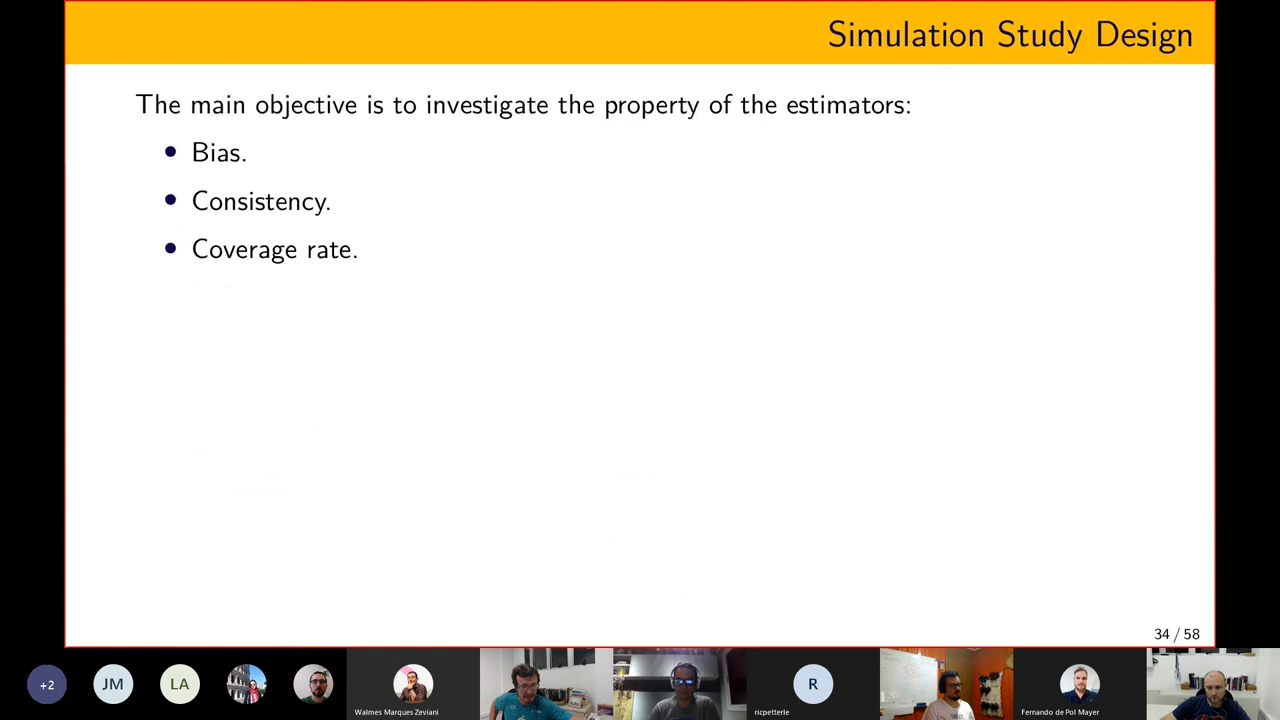 Simulation Study Design
The main objective is to investigate the property of the estimators:
• Bias.
• Consistency.
• Coverage rate.
34 / 58
+2
JM
LA
Walmes Marques Zeviani
R
ricpetterle
Fernando de Pol Mayer